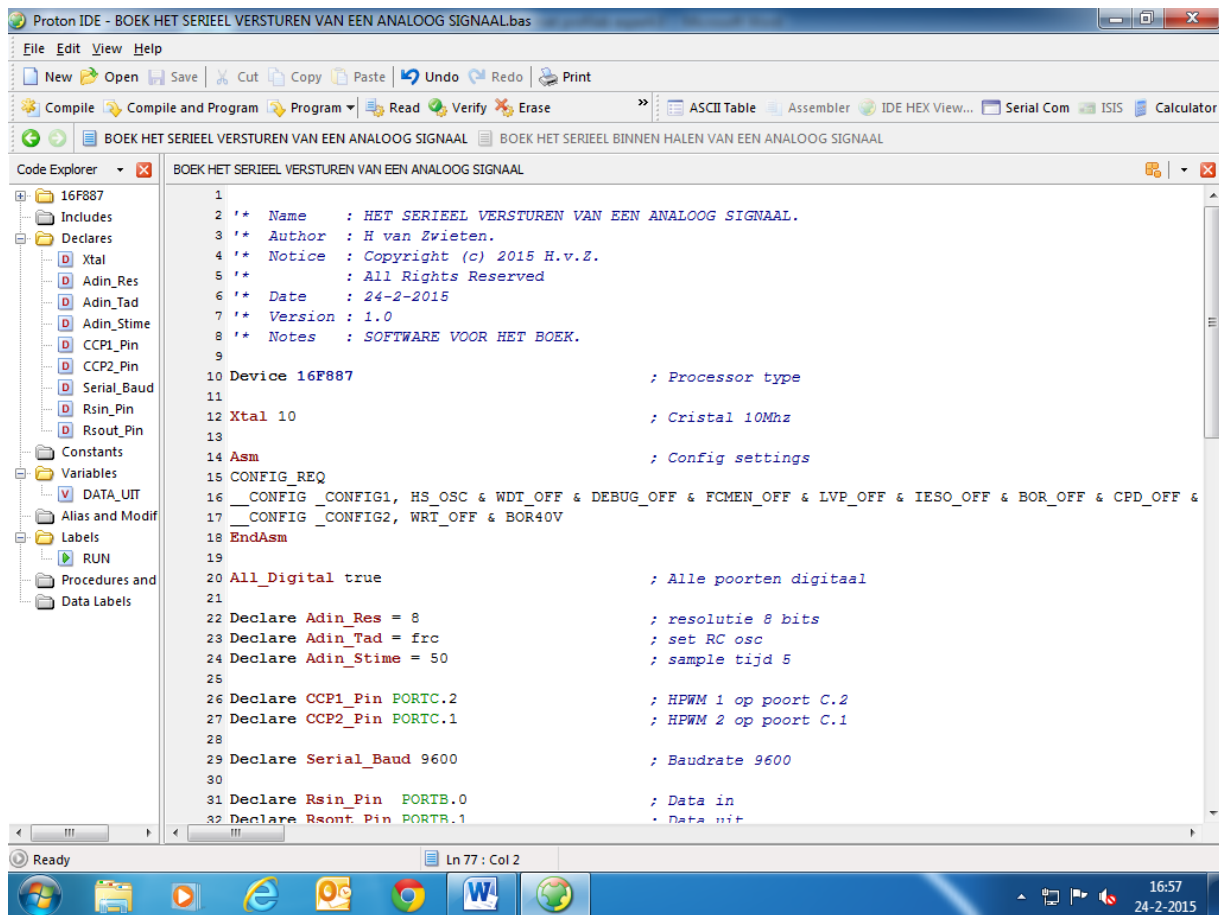 Proton IDE - BOEK HET SERIEEL VERSTUREN VAN EEN ANALOOG SIGNAAL.bas
File Edit View Help
New Open Save Cut Copy Paste Undo Redo Print
Compile Compile and Program Program Read Verify Erase » ASCII Table Assembler IDE HEX View... Serial Com ISIS Calculator
BOEK HET SERIEEL VERSTUREN VAN EEN ANALOOG SIGNAAL BOEK HET SERIEEL BINNEN HALEN VAN EEN ANALOOG SIGNAAL
Code Explorer
16F887
Includes
Declares
D Xtal
D Adin_Res
D Adin_Tad
D Adin_Stime
D CCP1_Pin
D CCP2_Pin
D Serial_Baud
D Rsin_Pin
D Rsout_Pin
Constants
Variables
V DATA_UIT
Alias and Modif
Labels
RUN
Procedures and
Data Labels
BOEK HET SERIEEL VERSTUREN VAN EEN ANALOOG SIGNAAL
1
2 '* Name : HET SERIEEL VERSTUREN VAN EEN ANALOOG SIGNAAL.
3 '* Author : H van Zwieten.
4 '* Notice : Copyright (c) 2015 H.v.Z.
5 '* : All Rights Reserved
6 '* Date : 24-2-2015
7 '* Version : 1.0
8 '* Notes : SOFTWARE VOOR HET BOEK.
9
10 Device 16F887 ; Processor type
11
12 Xtal 10 ; Cristal 10Mhz
13
14 Asm ; Config settings
15 CONFIG_REQ
16 __CONFIG _CONFIG1, HS_OSC & WDT_OFF & DEBUG_OFF & FCMEN_OFF & LVP_OFF & IESO_OFF & BOR_OFF & CPD_OFF &
17 __CONFIG _CONFIG2, WRT_OFF & BOR40V
18 EndAsm
19
20 All_Digital true ; Alle poorten digitaal
21
22 Declare Adin_Res = 8 ; resolutie 8 bits
23 Declare Adin_Tad = frc ; set RC osc
24 Declare Adin_Stime = 50 ; sample tijd 5
25
26 Declare CCP1_Pin PORTC.2 ; HPWM 1 op poort C.2
27 Declare CCP2_Pin PORTC.1 ; HPWM 2 op poort C.1
28
29 Declare Serial_Baud 9600 ; Baudrate 9600
30
31 Declare Rsin_Pin PORTB.0 ; Data in
32 Declare Rsout_Pin PORTB.1 ; Data uit
Ready Ln 77 : Col 2
16:57
24-2-2015